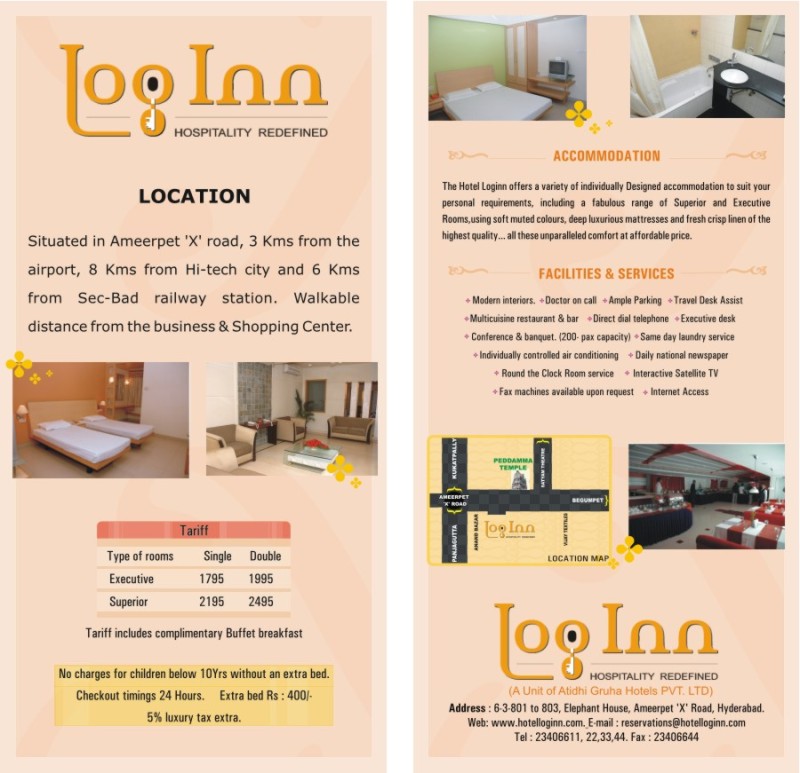 Log Inn
HOSPITALITY REDEFINED
LOCATION
Situated in Ameerpet 'X' road, 3 Kms from the
airport, 8 Kms from Hi-tech city and 6 Kms
from Sec-Bad railway station. Walkable
distance from the business & Shopping Center.
Tariff
Type of rooms Single Double
Executive 1795 1995
Superior 2195 2495
Tariff includes complimentary Buffet breakfast
No charges for children below 10Yrs without an extra bed.
Checkout timings 24 Hours. Extra bed Rs : 400/-
5% luxury tax extra.
ACCOMMODATION
The Hotel Loginn offers a variety of individually Designed accommodation to suit your
personal requirements, including a fabulous range of Superior and Executive
Rooms,using soft muted colours, deep luxurious mattresses and fresh crisp linen of the
highest quality... all these unparalleled comfort at affordable price.
FACILITIES & SERVICES
Modern interiors. Doctor on call Ample Parking Travel Desk Assist
Multicuisine restaurant & bar Direct dial telephone Executive desk
Conference & banquet. (200- pax capacity) Same day laundry service
Individually controlled air conditioning Daily national newspaper
Round the Clock Room service Interactive Satellite TV
Fax machines available upon request Internet Access
KUKATPALLY
PEDDAMMA
TEMPLE
SATYAM THEATRE
AMEERPET
'X' ROAD
BEGUMPET
PANJAGUTTA
ANAND BAZAR
Log Inn
HOSPITALITY REDEFINED
VIJAY TEXTILES
LOCATION MAP
Log Inn
HOSPITALITY REDEFINED
(A Unit of Atidhi Gruha Hotels PVT. LTD)
Address : 6-3-801 to 803, Elephant House, Ameerpet 'X' Road, Hyderabad.
Web: www.hotelloginn.com. E-mail : reservations@hotelloginn.com
Tel : 23406611, 22,33,44. Fax : 23406644